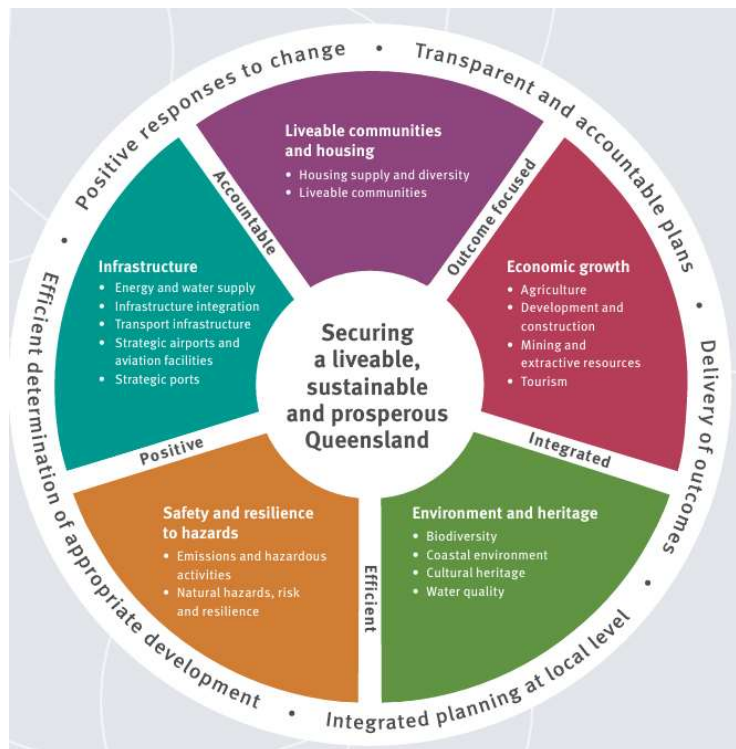 Positive responses to change • Transparent and accountable plans • Delivery of outcomes • Integrated planning at local level • Efficient determination of appropriate development •
Liveable communities
and housing
• Housing supply and diversity
• Liveable communities
Outcome focused
Economic growth
• Agriculture
• Development and
construction
• Mining and
extractive resources
• Tourism
Integrated
Environment and heritage
• Biodiversity
• Coastal environment
• Cultural heritage
• Water quality
Efficient
Safety and resilience
to hazards
• Emissions and hazardous
activities
• Natural hazards, risk
and resilience
Positive
Infrastructure
• Energy and water supply
• Infrastructure integration
• Transport infrastructure
• Strategic airports and
aviation facilities
• Strategic ports
Accountable
Securing
a liveable,
sustainable
and prosperous
Queensland